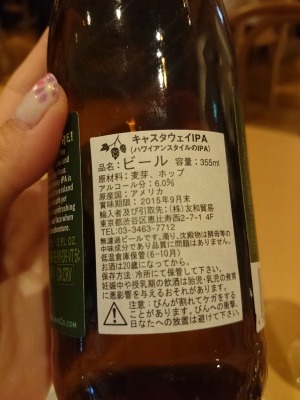 キャスタウェイIPA
(ハワイアンスタイルのIPA)
品名:ビール 容量:355ml
原材料:麦芽、ホップ
アルコール分:6.0%
原産国:アメリカ
賞味期限:2015年9月末
輸入者及び引取先:(株)友和貿易
東京都渋谷区恵比寿西2-7-1 4F
TEL:03-3463-7712
無濾過ビールです。濁り、沈殿物は酵母等の
中味成分であり品質に問題はありません。
低温倉庫保管(6-10月)
お酒は20歳になってから。
保存方法:冷所にて保管して下さい。
妊娠中や授乳期の飲酒は胎児・乳児の発育
に悪影響を与えるおそれがあります。
注意:びんが割れてケガをする
ことがあります。びんへの衝撃、
日なたへの放置は避けて下さい。